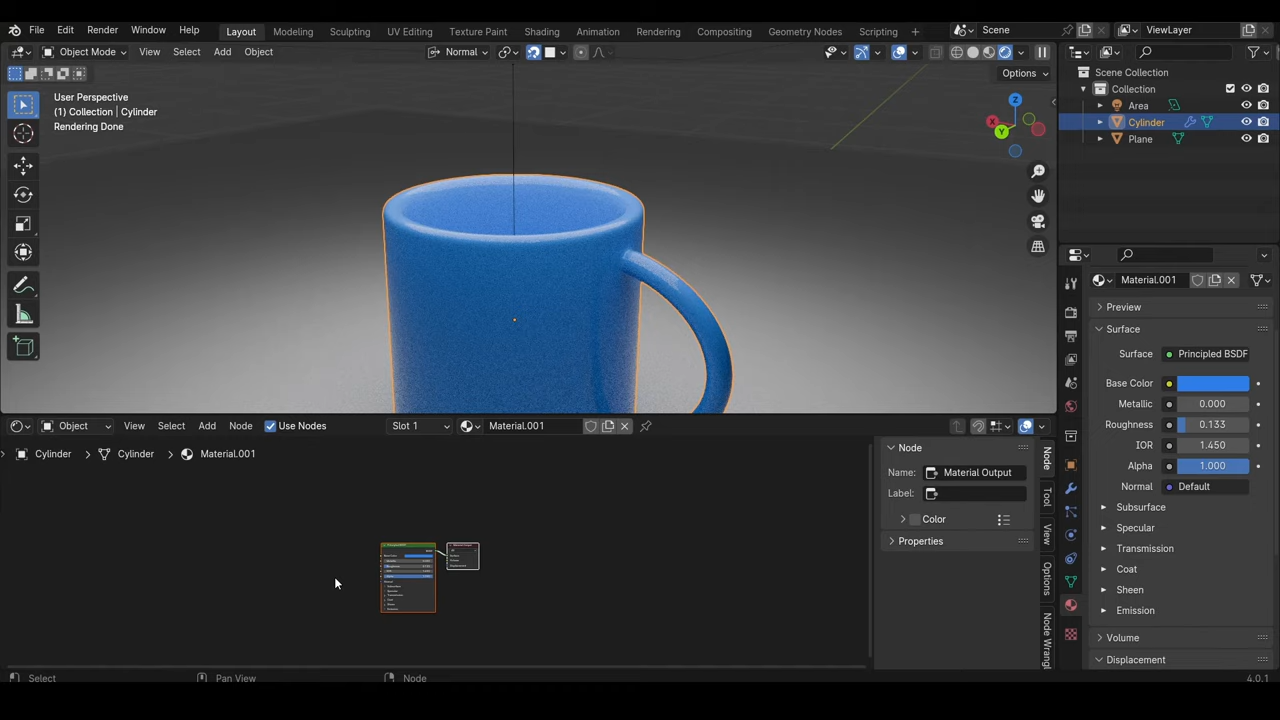 File Edit Render Window Help Layout Modeling Sculpting UV Editing Texture Paint Shading Animation Rendering Compositing Geometry Nodes Scripting + Scene ViewLayer
Object Mode View Select Add Object Normal
Options
User Perspective
(1) Collection | Cylinder
Rendering Done
Z
X
Y
Scene Collection
Collection
Area
Cylinder
Plane
Material.001
Preview
Surface
Surface Principled BSDF
Base Color
Metallic 0.000
Roughness 0.133
IOR 1.450
Alpha 1.000
Normal Default
Subsurface
Specular
Transmission
Coat
Sheen
Emission
Volume
Displacement
Object View Select Add Node Use Nodes Slot 1 Material.001
Cylinder > Cylinder > Material.001
Node
Name: Material Output
Label:
Color
Properties
Node
Tool
View
Options
Node Wrangl
Select Pan View Node 4.0.1